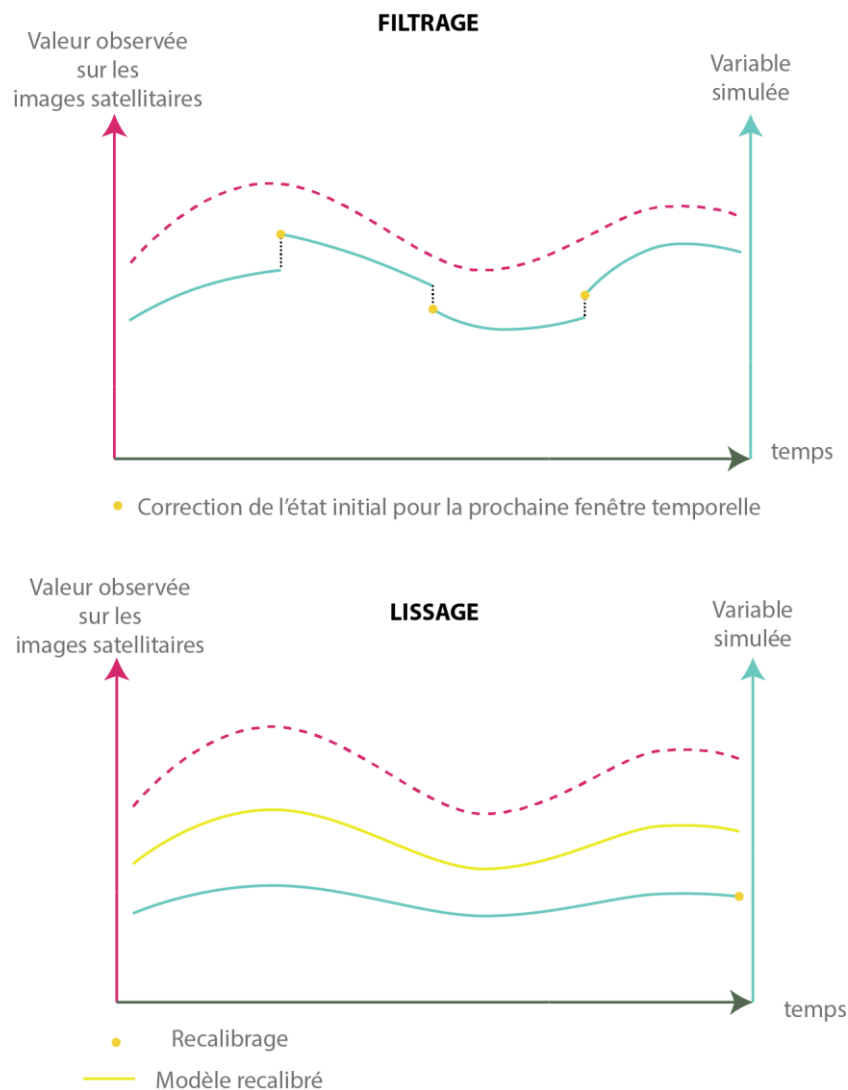 FILTRAGE
Valeur observée
sur les
images satellitaires
Variable
simulée
temps
Correction de l'état initial pour la prochaine fenêtre temporelle
Valeur observée
sur les
images satellitaires
LISSAGE
Variable
simulée
temps
Recalibrage
Modèle recalibré